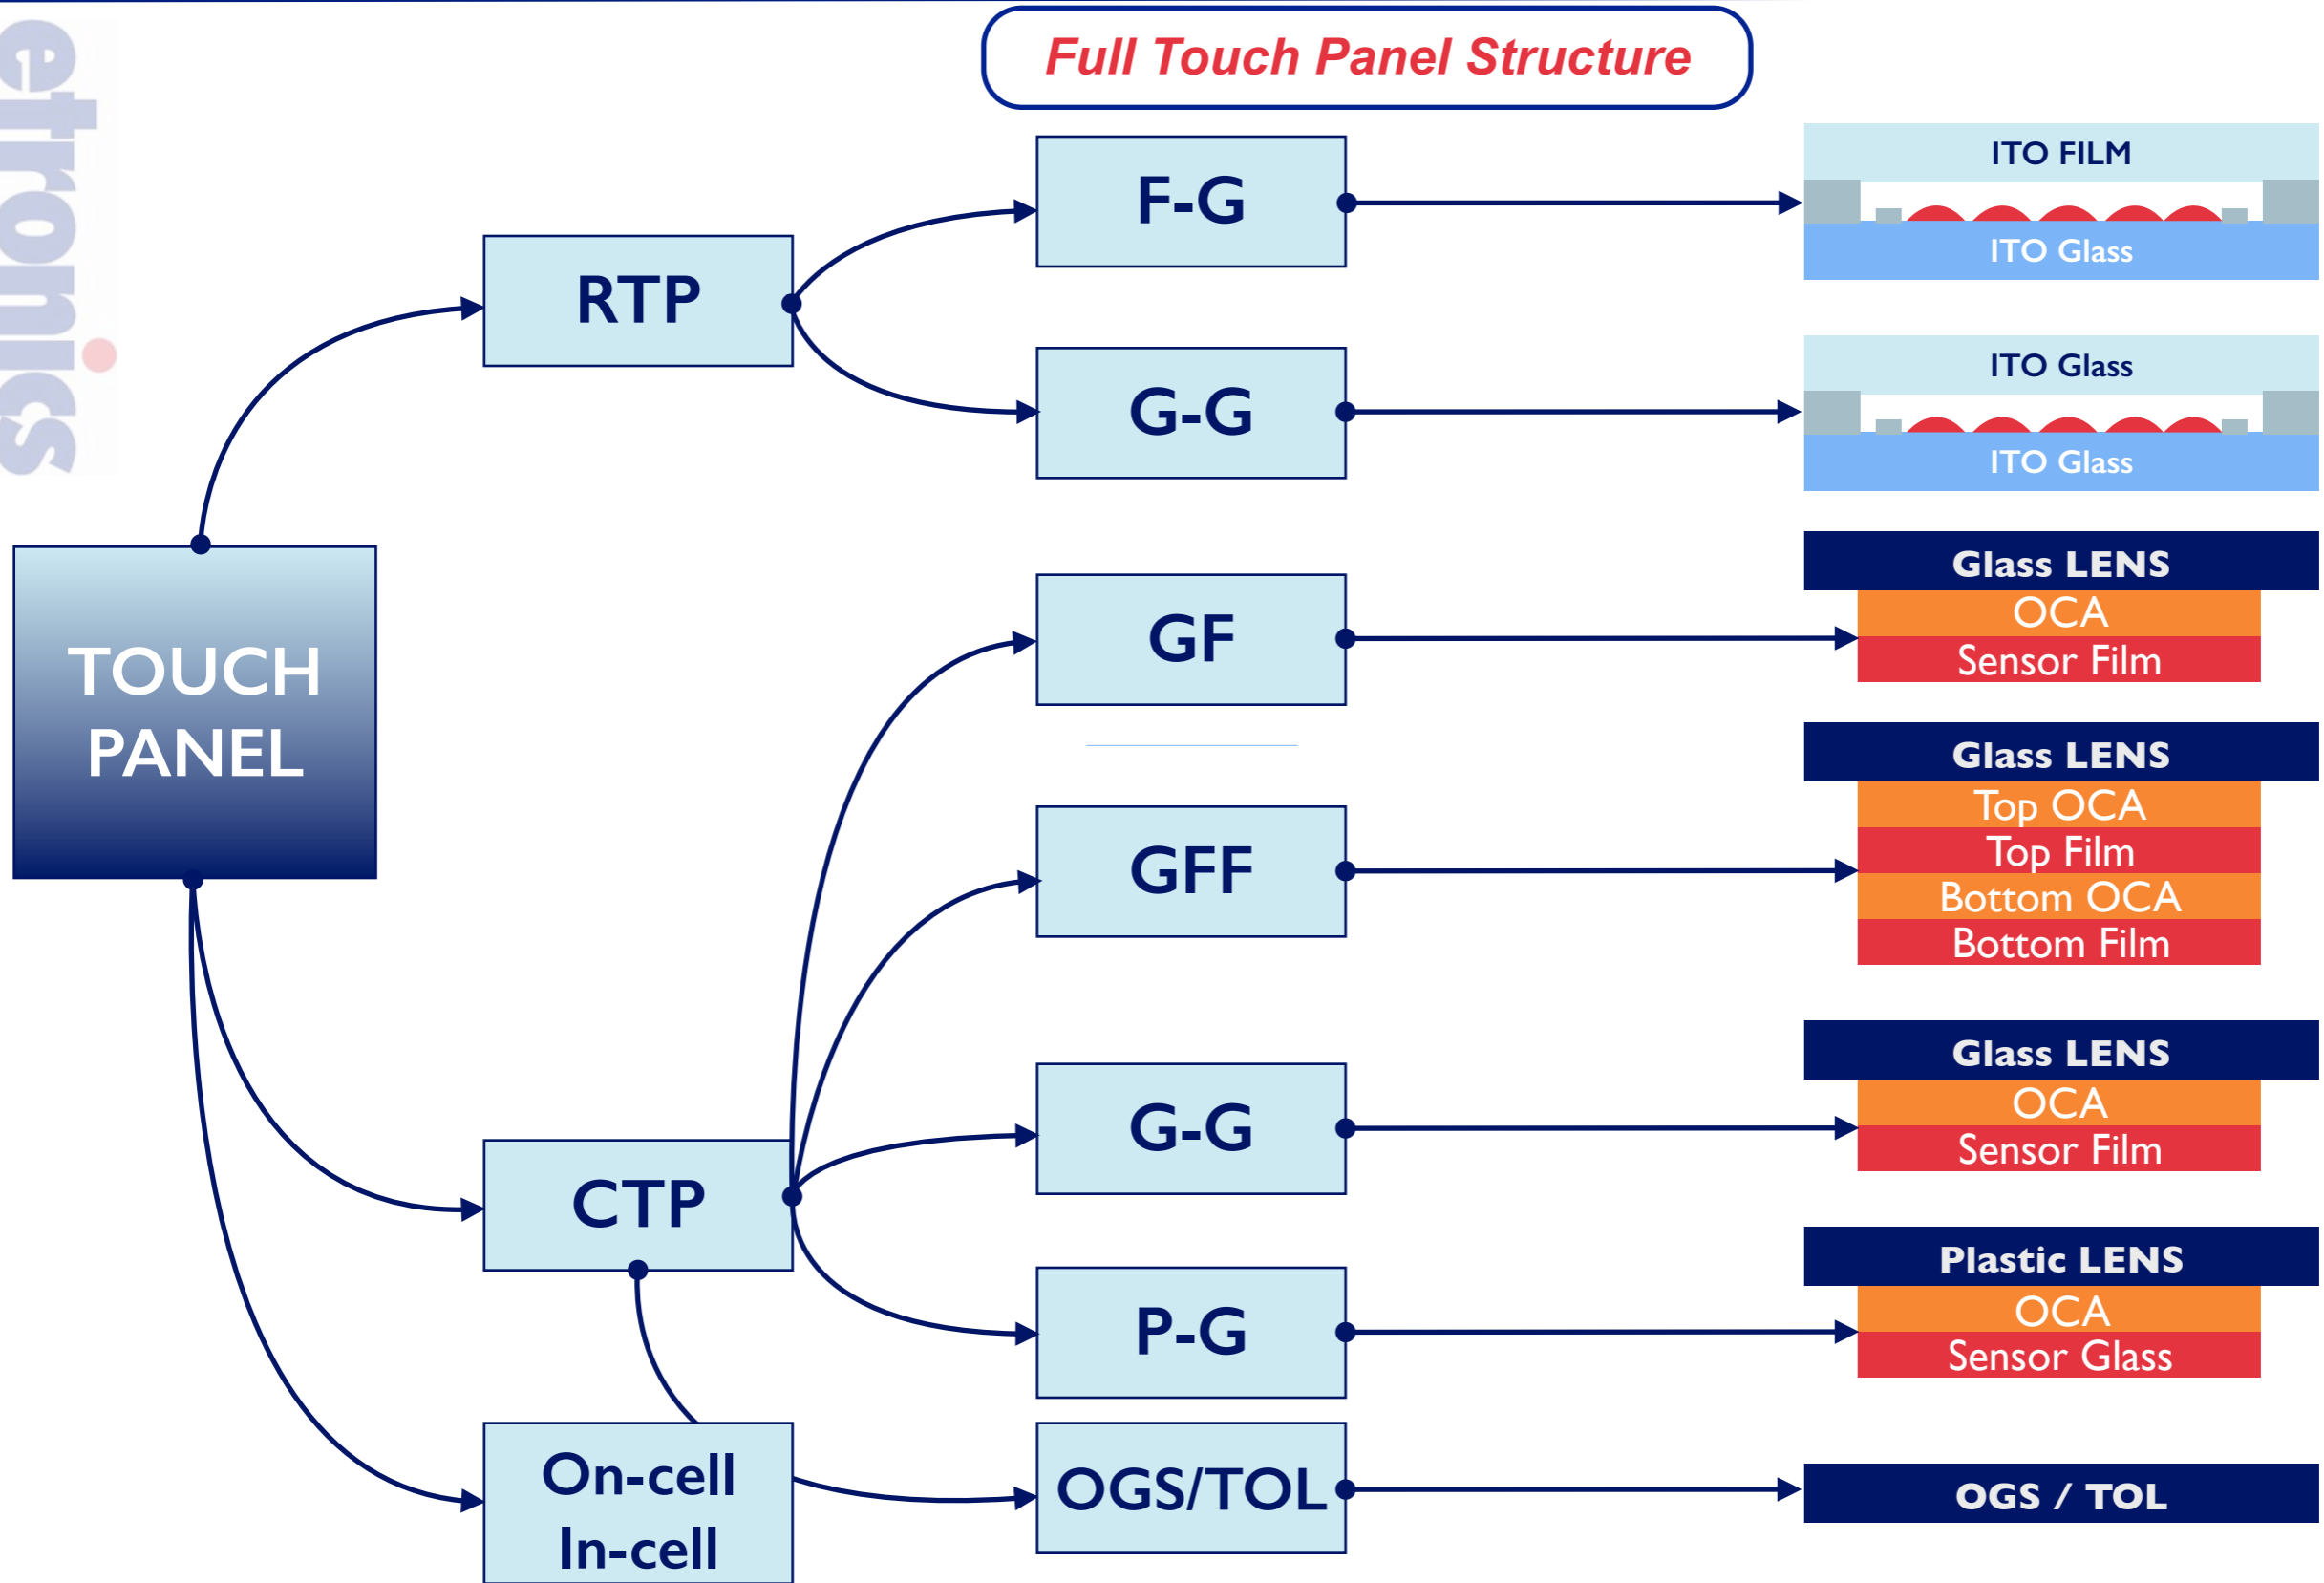 Full Touch Panel Structure
etronics
TOUCH
PANEL
RTP
CTP
On-cell
In-cell
F-G
G-G
GF
GFF
G-G
P-G
OGS/TOL
ITO FILM
ITO Glass
ITO Glass
ITO Glass
Glass LENS
OCA
Sensor Film
Glass LENS
Top OCA
Top Film
Bottom OCA
Bottom Film
Glass LENS
OCA
Sensor Film
Plastic LENS
OCA
Sensor Glass
OGS / TOL